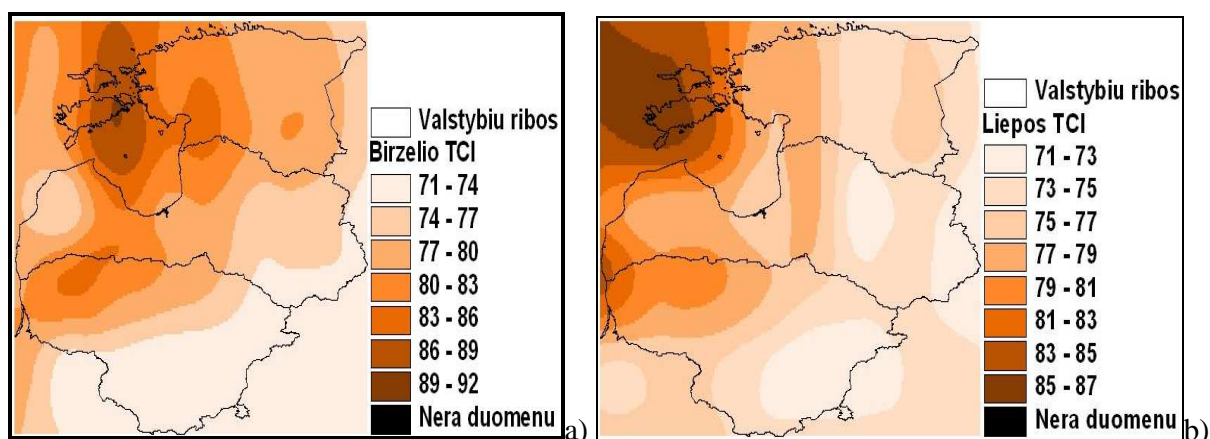 Valstybiu ribos
Birzelio TCI
71 - 74
74 - 77
77 - 80
80 - 83
83 - 86
86 - 89
89 - 92
Nera duomenu
a)
Valstybiu ribos
Liepos TCI
71 - 73
73 - 75
75 - 77
77 - 79
79 - 81
81 - 83
83 - 85
85 - 87
Nera duomenu
b)